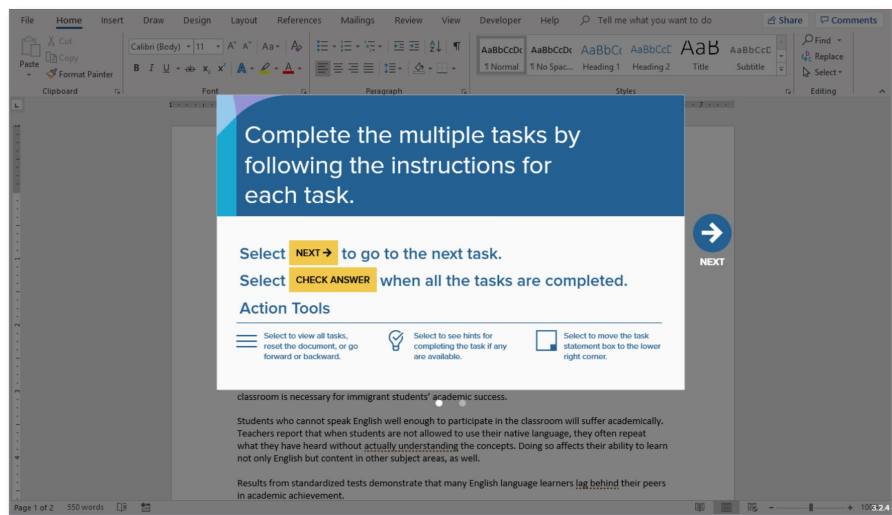 File Home Insert Draw Design Layout References Mailings Review View Developer Help Tell me what you want to do Share Comments
Cut
Copy
Paste
Format Painter
Calibri (Body) 11 A^ A˅ Aa A
B I U ab x₂ x² A A
AaBbCcDc AaBbCcDc AaBbCc AaBbCcC AaB AaBbCcC
¶ Normal ¶ No Spac... Heading 1 Heading 2 Title Subtitle
Find
Replace
Select
Clipboard Font Paragraph Styles Editing
Complete the multiple tasks by
following the instructions for
each task.
Select NEXT → to go to the next task.
Select CHECK ANSWER when all the tasks are completed.
NEXT
Action Tools
Select to view all tasks,
reset the document, or go
forward or backward.
Select to see hints for
completing the task if any
are available.
Select to move the task
statement box to the lower
right corner.
classroom is necessary for immigrant students' academic success.
Students who cannot speak English well enough to participate in the classroom will suffer academically.
Teachers report that when students are not allowed to use their native language, they often repeat
what they have heard without actually understanding the concepts. Doing so affects their ability to learn
not only English but content in other subject areas, as well.
Results from standardized tests demonstrate that many English language learners lag behind their peers
in academic achievement.
Page 1 of 2 550 words 3.2.4